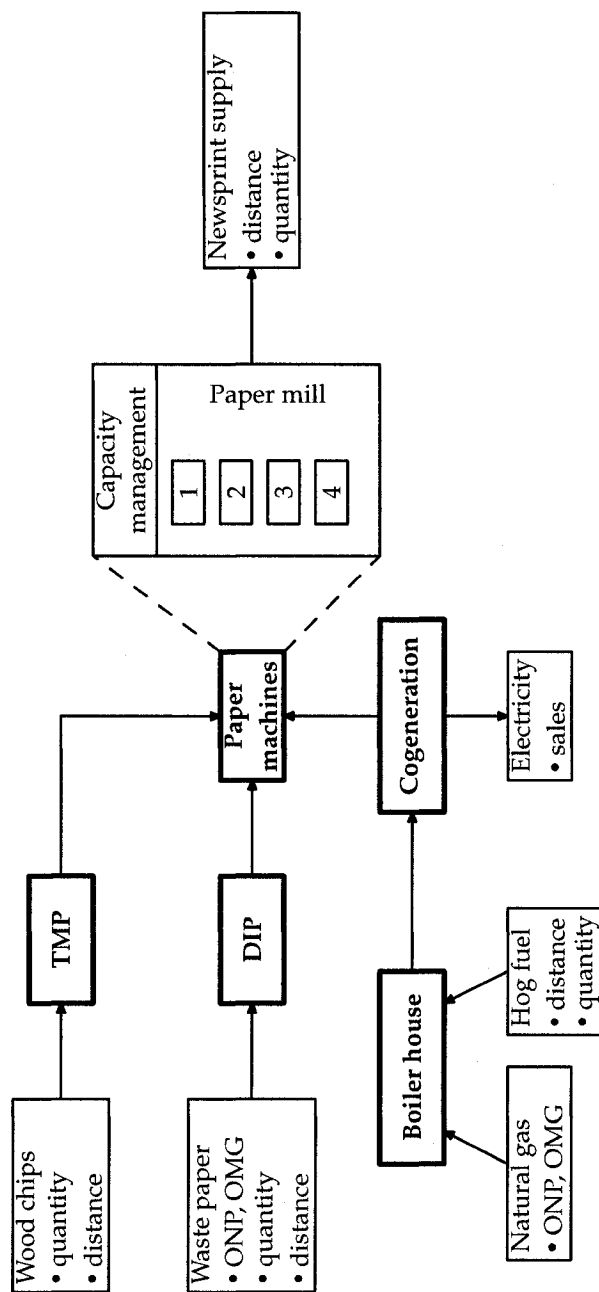 Wood chips
• quantity
• distance
TMP
Waste paper
• ONP, OMG
• quantity
• distance
DIP
Paper
machines
Capacity
management
Paper mill
1
2
3
4
Newsprint supply
• distance
• quantity
Boiler house
Cogeneration
Natural gas
• ONP, OMG
Hog fuel
• distance
• quantity
Electricity
• sales